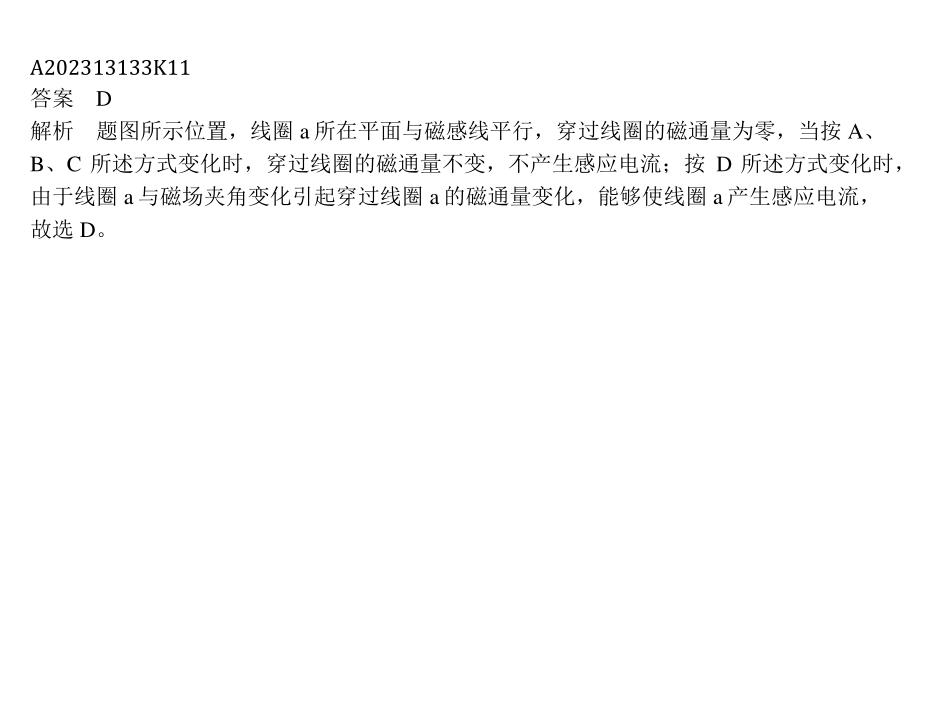 A202313133K11
答案 D
解析 题图所示位置，线圈 a 所在平面与磁感线平行，穿过线圈的磁通量为零，当按 A、
B、C 所述方式变化时，穿过线圈的磁通量不变，不产生感应电流；按 D 所述方式变化时，
由于线圈 a 与磁场夹角变化引起穿过线圈 a 的磁通量变化，能够使线圈 a 产生感应电流，
故选 D。